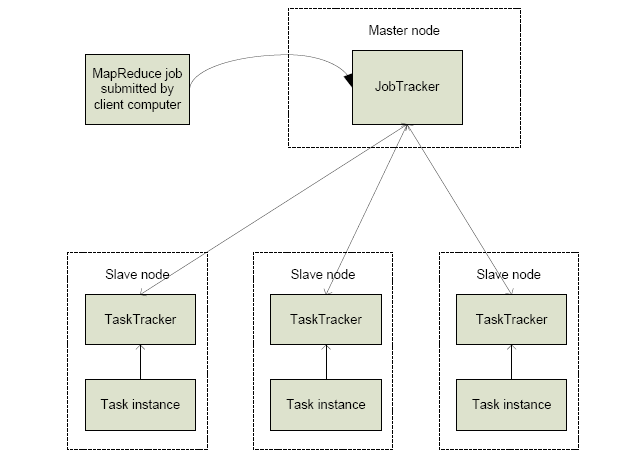 Master node
MapReduce job
submitted by
client computer
JobTracker
Slave node
Slave node
Slave node
TaskTracker
TaskTracker
TaskTracker
Task instance
Task instance
Task instance